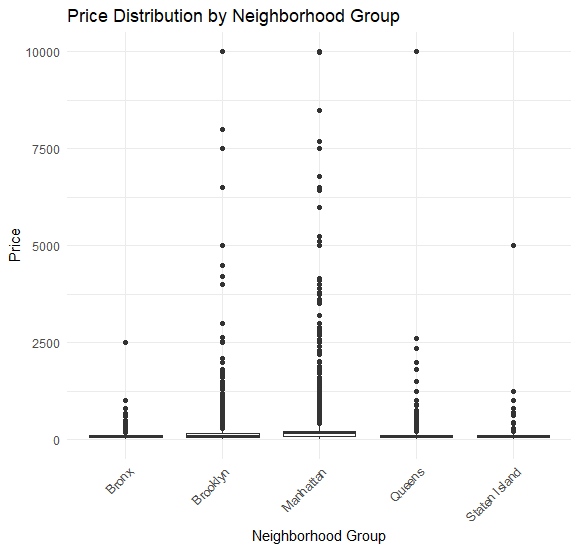 Price Distribution by Neighborhood Group
10000
7500
5000
2500
0
Price
Bronx
Brooklyn
Manhattan
Queens
Staten Island
Neighborhood Group